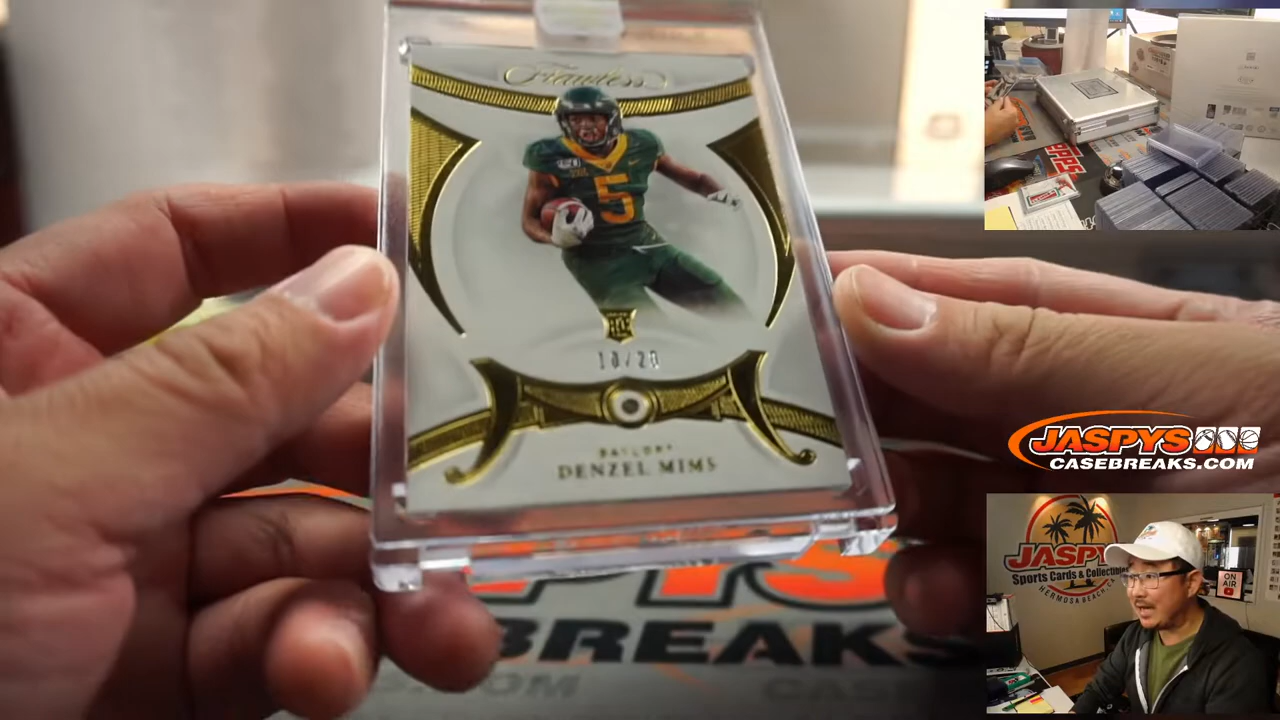 Flawless
5
RC
10/20
BAYLOR®
DENZEL MIMS
BREAKS
JASPYS
CASEBREAKS.COM
JASPYS
Sports Cards & Collectibles
HERMOSA BEACH, CA
ON
AIR